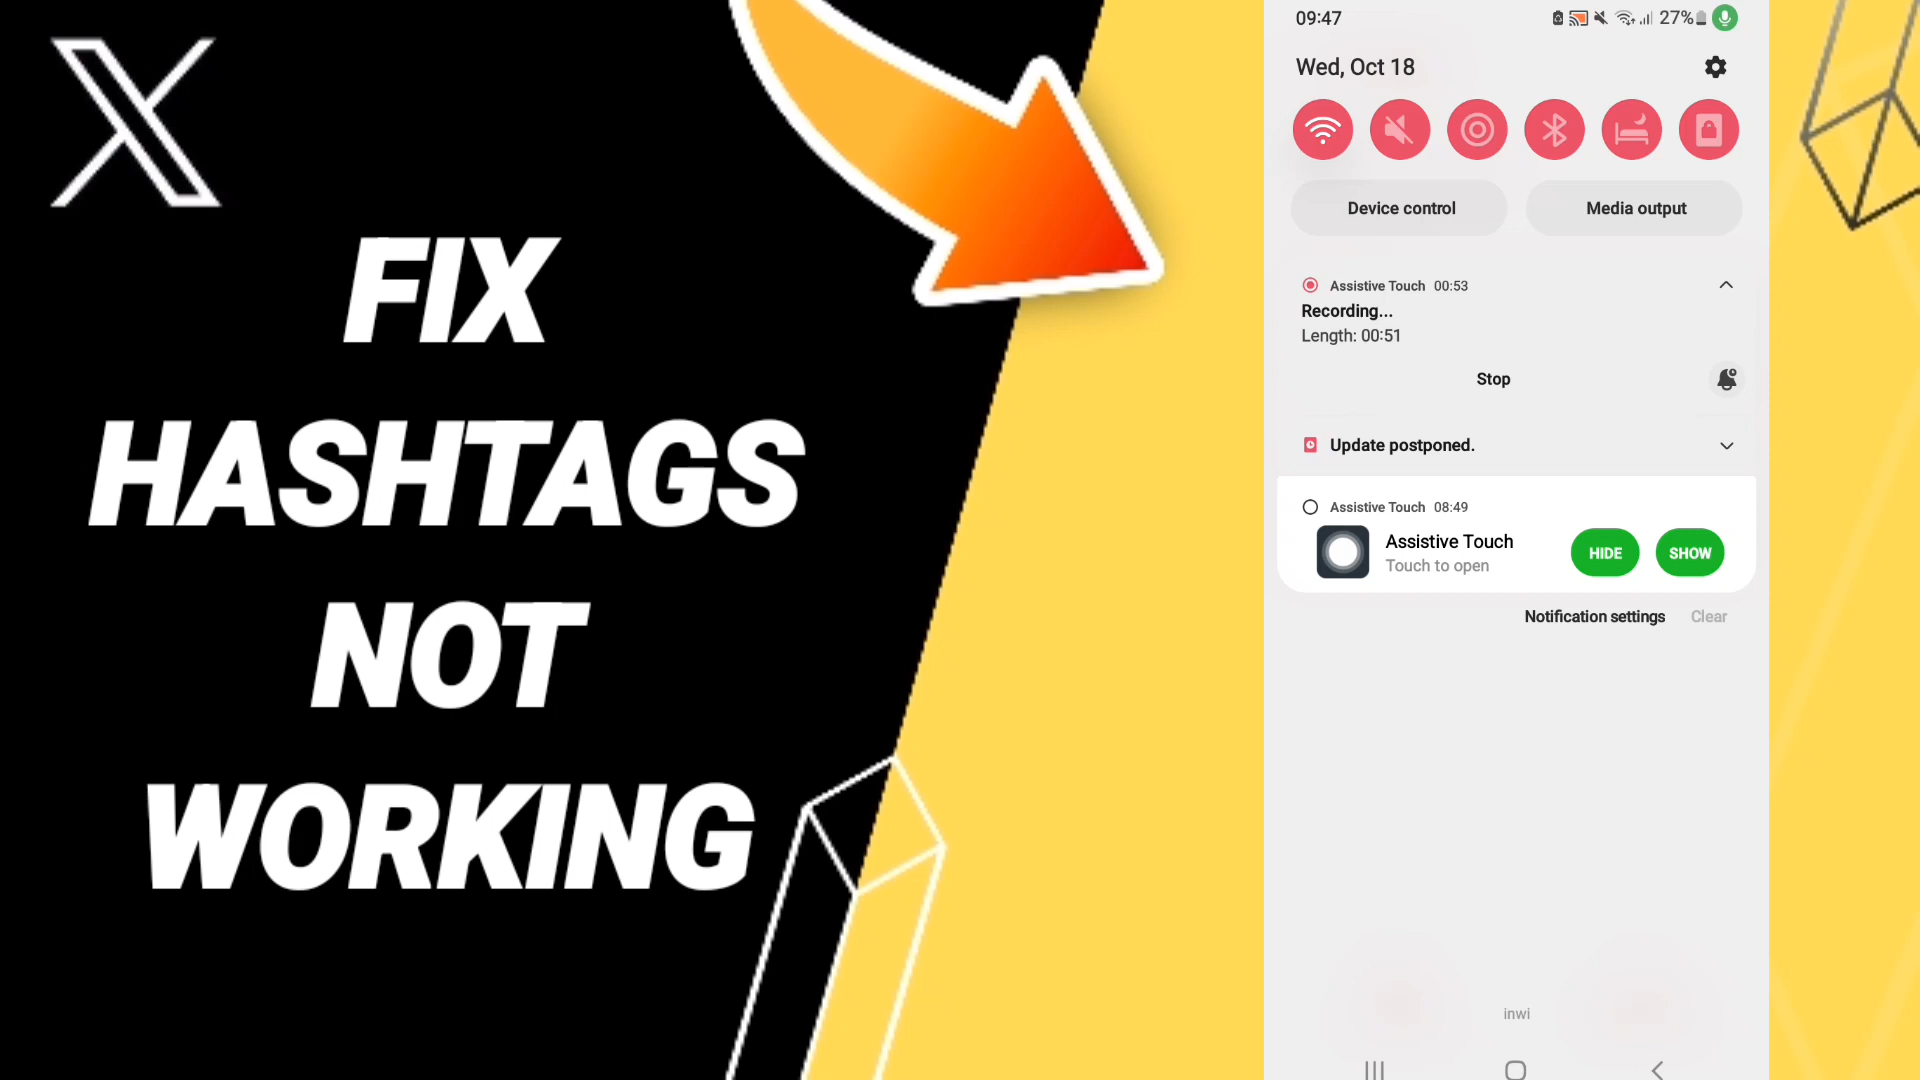 FIX
HASHTAGS
NOT
WORKING
09:47
27%
Wed, Oct 18
Device control
Media output
Assistive Touch 00:53
Recording...
Length: 00:51
Stop
Update postponed.
Assistive Touch 08:49
Assistive Touch
Touch to open
HIDE
SHOW
Notification settings
Clear
inwi